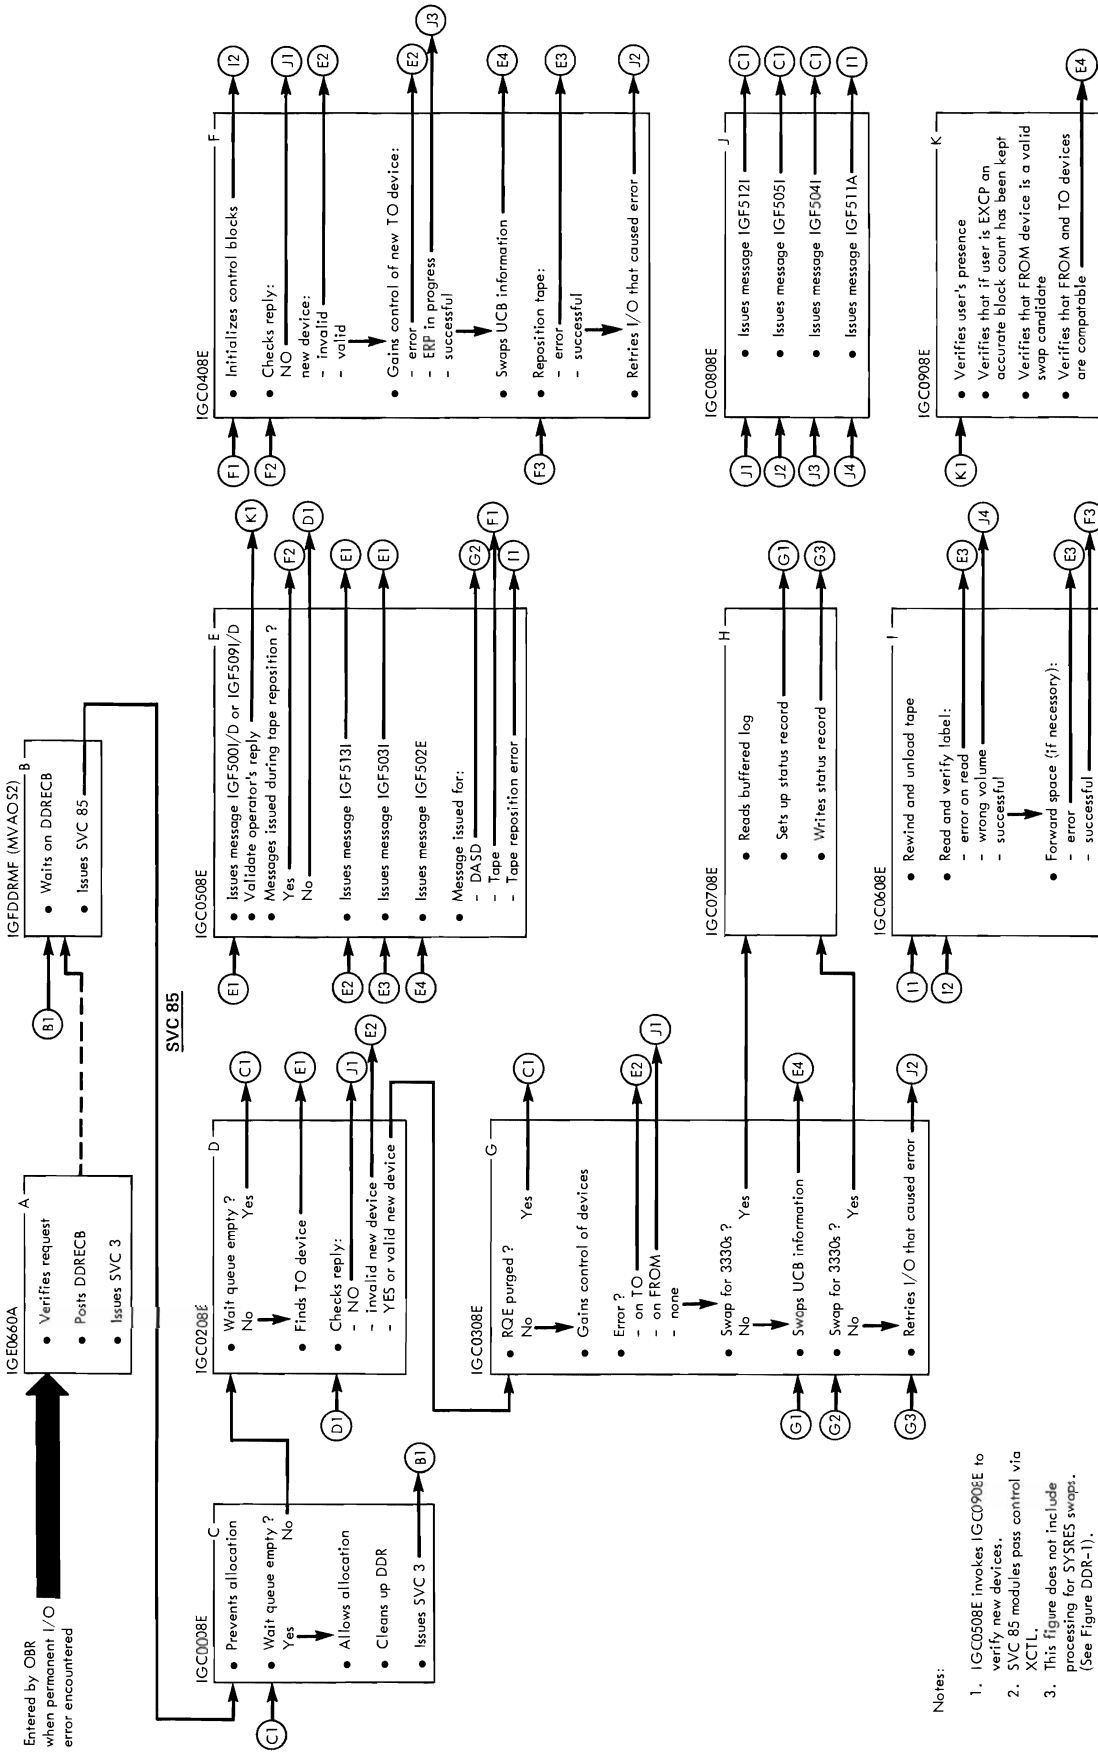 Entered by OBR
when permanent I/O
error encountered
IGE0660A
A
• Verifies request
• Posts DDRECB
• Issues SVC 3
IGFDDRMF (MVAOS2)
B
B1
• Waits on DDRECB
• Issues SVC 85
SVC 85
IGC0008E
C
• Prevents allocation
C1
• Wait queue empty ?
Yes
No
• Allows allocation
• Cleans up DDR
• Issues SVC 3
B1
IGC0208E
D
• Wait queue empty ?
No
Yes
C1
• Finds TO device
E1
D1
• Checks reply:
- NO
J1
- invalid new device
E2
- YES or valid new device
IGC0508E
E
E1
• Issues message IGF500I/D or IGF509I/D
• Validate operator's reply
K1
• Messages issued during tape reposition ?
Yes
F2
No
D1
E2
• Issues message IGF513I
E1
E3
• Issues message IGF503I
E1
E4
• Issues message IGF502E
• Message issued for:
- DASD
G2
- Tape
F1
- Tape reposition error
I1
IGC0408E
F
F1
• Initializes control blocks
I2
F2
• Checks reply:
NO
J1
new device:
- invalid
E2
- valid
• Gains control of new TO device:
- error
E2
- ERP in progress
J3
- successful
• Swaps UCB information
E4
F3
• Reposition tape:
- error
E3
- successful
• Retries I/O that caused error
J2
IGC0308E
G
• RQE purged ?
No
Yes
C1
• Gains control of devices
• Error ?
- on TO
E2
- on FROM
J1
- none
• Swap for 3330s ?
No
Yes
G1
• Swaps UCB information
E4
G2
• Swap for 3330s ?
No
Yes
G3
• Retries I/O that caused error
J2
IGC0708E
H
• Reads buffered log
• Sets up status record
G1
• Writes status record
G3
IGC0808E
J
J1
• Issues message IGF512I
C1
J2
• Issues message IGF505I
C1
J3
• Issues message IGF504I
C1
J4
• Issues message IGF511A
I1
IGC0608E
I
I1
• Rewind and unload tape
I2
• Read and verify label:
- error on read
E3
- wrong volume
J4
- successful
• Forward space (if necessary):
- error
E3
- successful
F3
IGC0908E
K
K1
• Verifies user's presence
• Verifies that if user is EXCP an
accurate block count has been kept
• Verifies that FROM device is a valid
swap candidate
• Verifies that FROM and TO devices
are compatable
E4
Notes:
1. IGC0508E invokes IGC0908E to
verify new devices.
2. SVC 85 modules pass control via
XCTL.
3. This figure does not include
processing for SYSRES swaps.
(See Figure DDR-1).